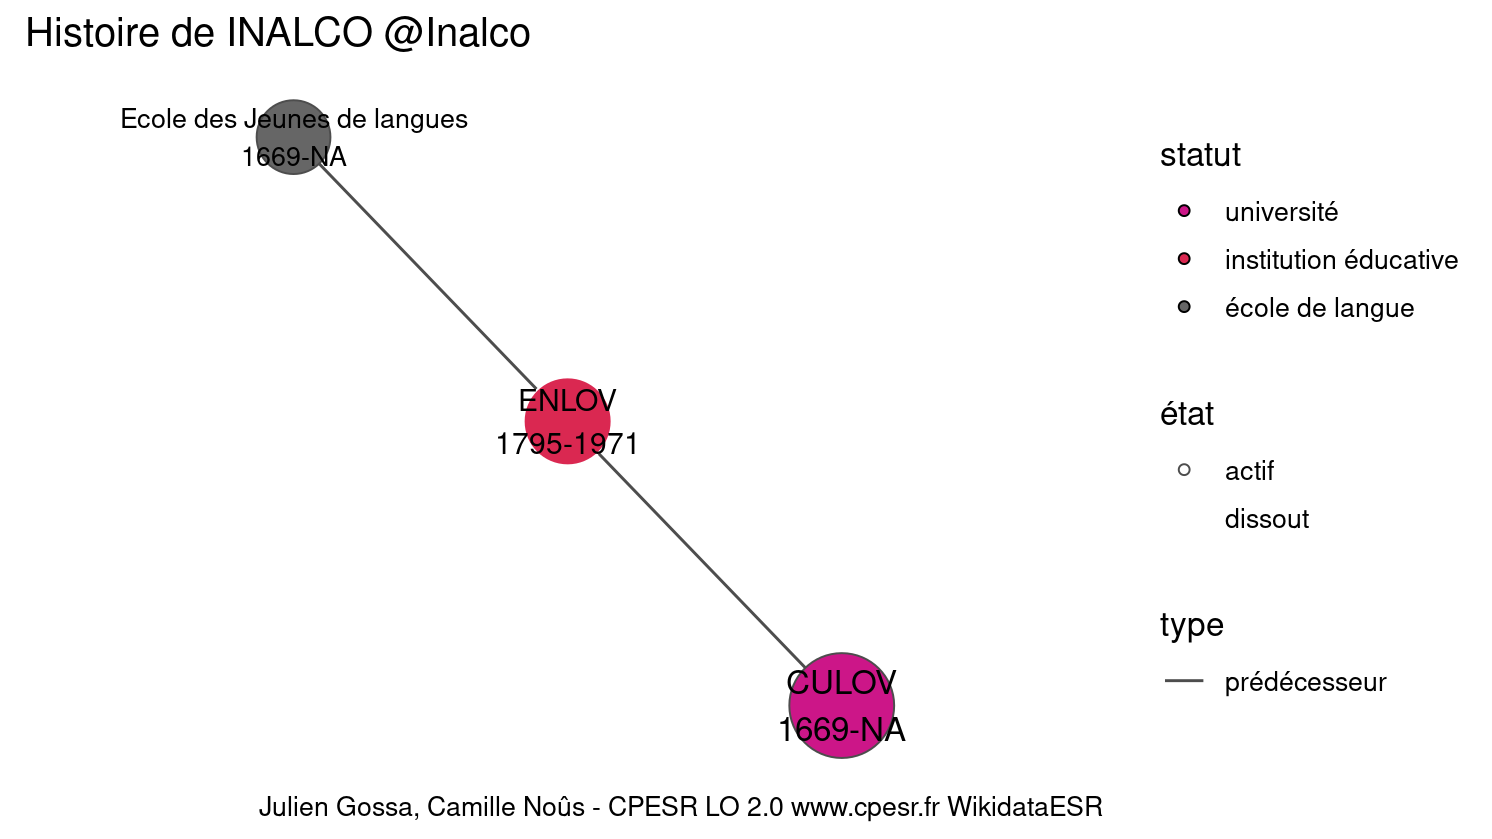 Histoire de INALCO @Inalco
Ecole des Jeunes de langues
1669-NA
ENLOV
1795-1971
CULOV
1669-NA
statut
université
institution éducative
école de langue
état
actif
dissout
type
prédécesseur
Julien Gossa, Camille Noûs - CPESR LO 2.0 www.cpesr.fr WikidataESR